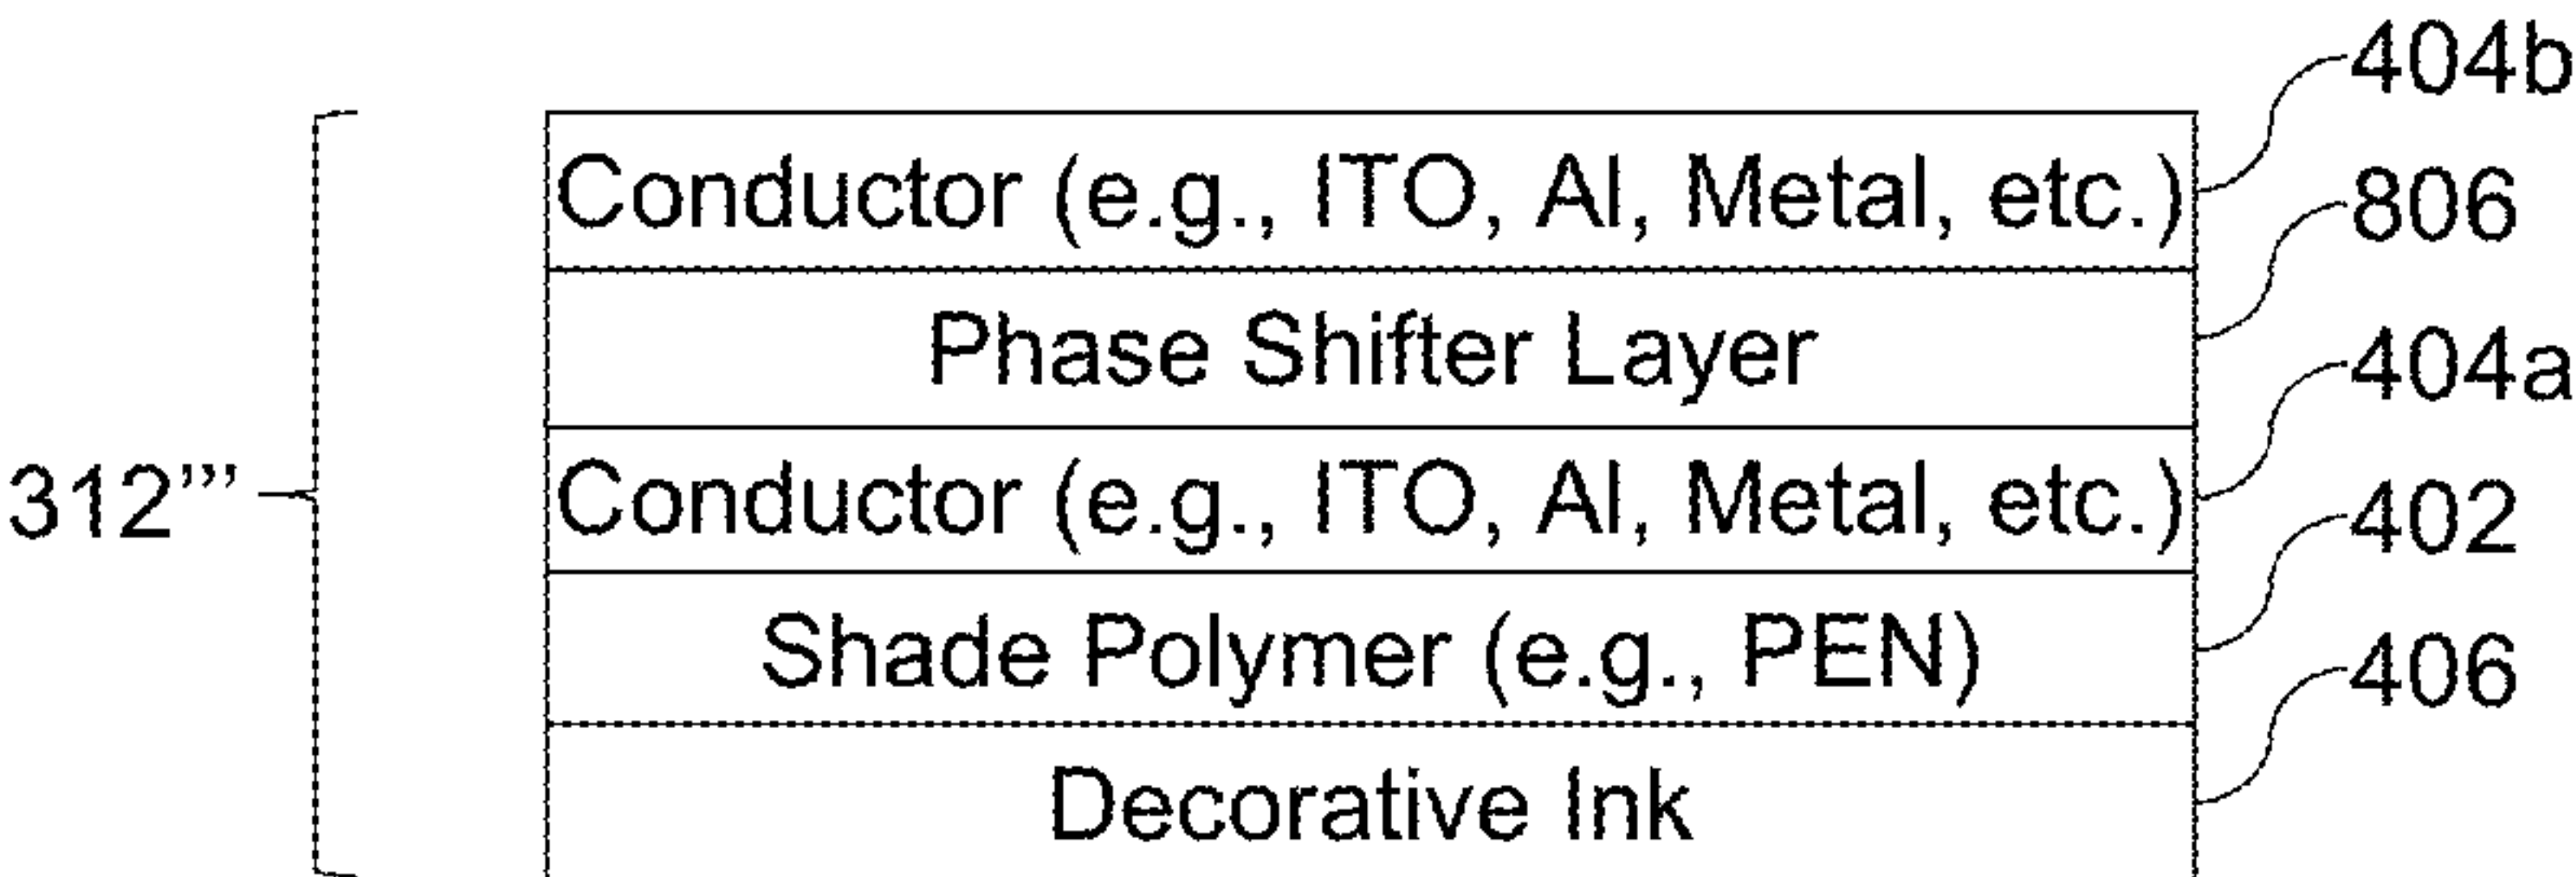 404b
Conductor (e.g., ITO, Al, Metal, etc.)
806
Phase Shifter Layer
404a
312’’’
Conductor (e.g., ITO, Al, Metal, etc.)
402
Shade Polymer (e.g., PEN)
406
Decorative Ink